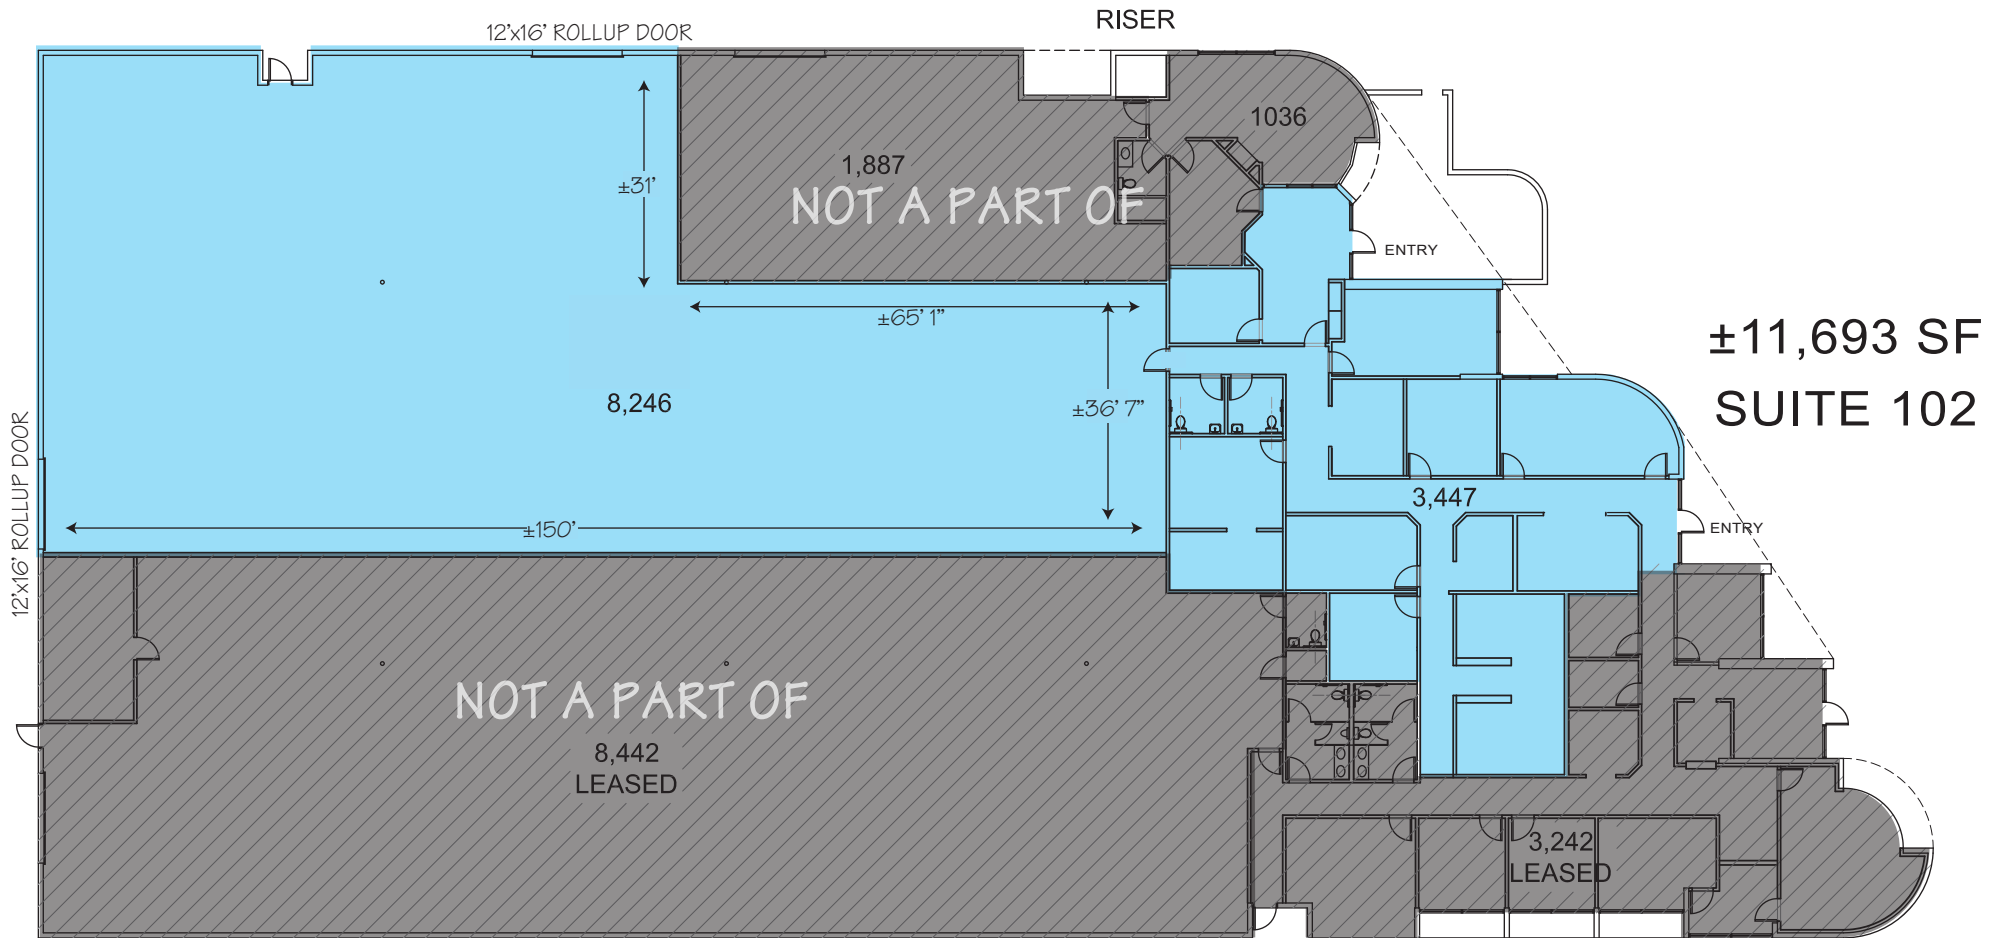 RISER
12'x16' ROLLUP DOOR
1036
1,887
±31'
NOT A PART OF
ENTRY
±65' 1"
±11,693 SF
SUITE 102
8,246
±36' 7"
12'x16' ROLLUP DOOR
3,447
±150'
ENTRY
NOT A PART OF
8,442
LEASED
3,242
LEASED